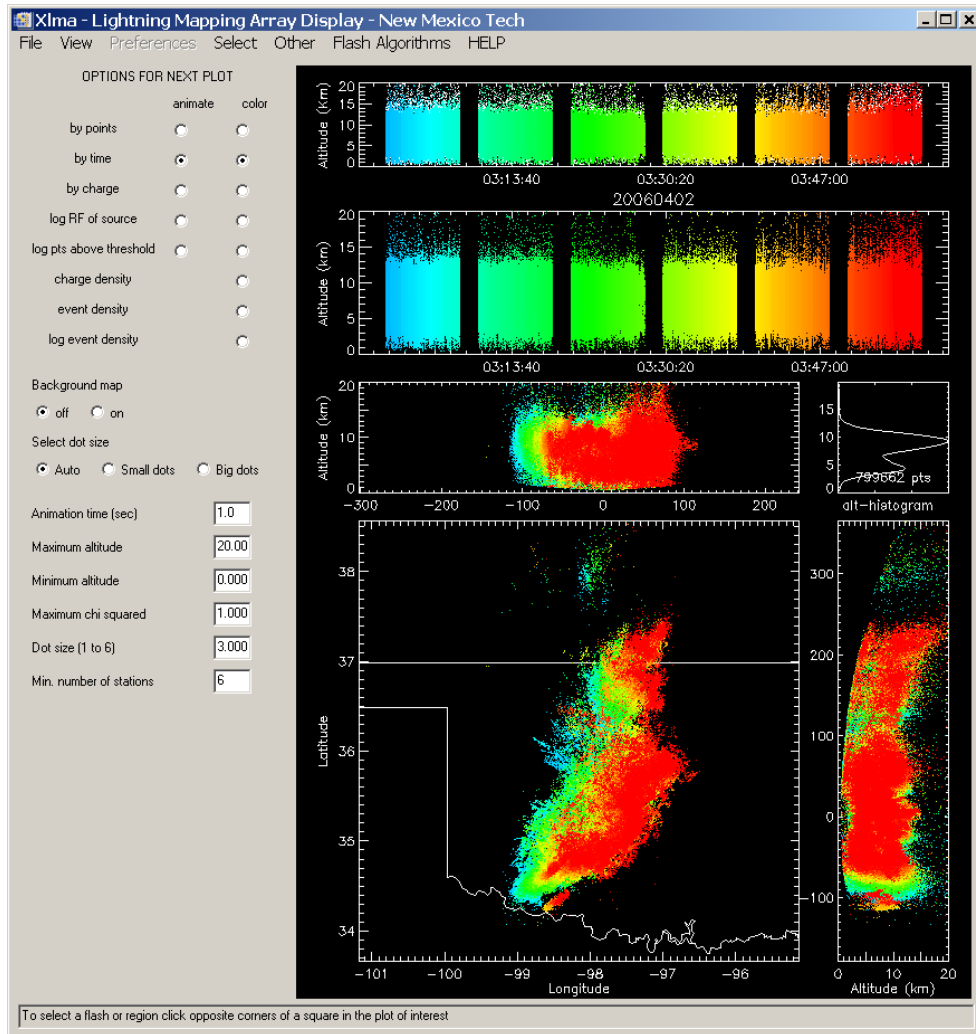 Xlma - Lightning Mapping Array Display - New Mexico Tech
File View Preferences Select Other Flash Algorithms HELP
OPTIONS FOR NEXT PLOT
animate color
by points
by time
by charge
log RF of source
log pts above threshold
charge density
event density
log event density
Background map
off on
Select dot size
Auto Small dots Big dots
Animation time (sec) 1.0
Maximum altitude 20.00
Minimum altitude 0.000
Maximum chi squared 1.000
Dot size (1 to 6) 3.000
Min. number of stations 6
Altitude (km)
20
15
10
5
0
03:13:40 03:30:20 03:47:00
20060402
Altitude (km)
20
15
10
5
0
03:13:40 03:30:20 03:47:00
Altitude (km)
20
10
0
-300 -200 -100 0 100 200
15
10
5
0
799662 pts
alt-histogram
Latitude
38
37
36
35
34
-101 -100 -99 -98 -97 -96
Longitude
300
200
100
0
-100
0 10 20
Altitude (km)
To select a flash or region click opposite corners of a square in the plot of interest